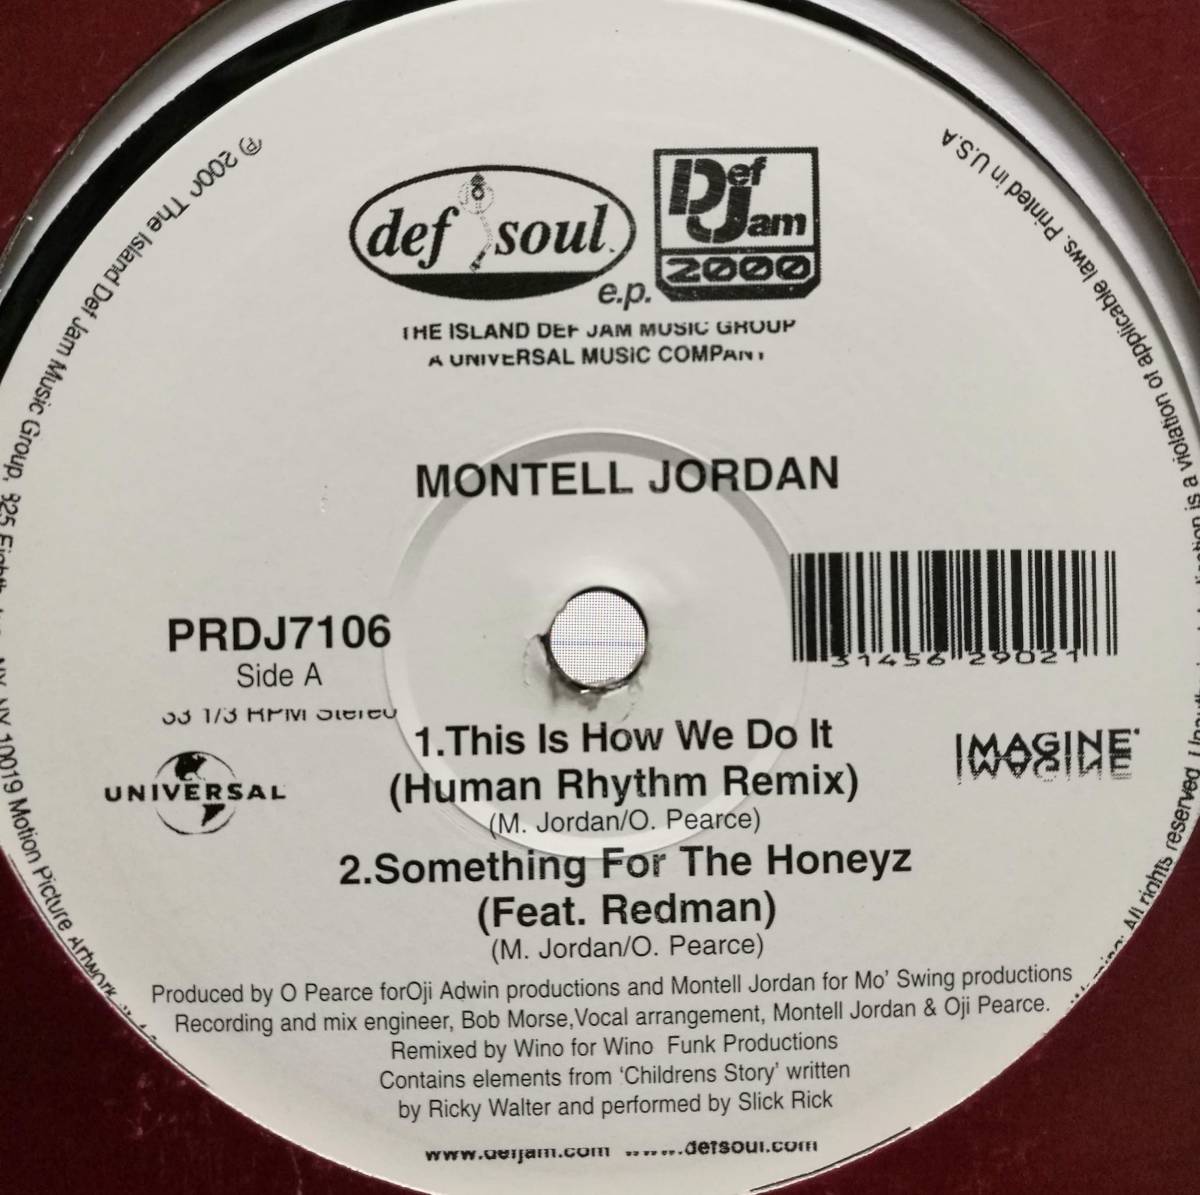 def soul
e.p.
Def Jam
2000
THE ISLAND DEF JAM MUSIC GROUP
A UNIVERSAL MUSIC COMPANY
MONTELL JORDAN
PRDJ7106
Side A
33 1/3 RPM Stereo
UNIVERSAL
31456 29021
IMAGINE
1.This Is How We Do It
(Human Rhythm Remix)
(M. Jordan/O. Pearce)
2.Something For The Honeyz
(Feat. Redman)
(M. Jordan/O. Pearce)
Produced by O Pearce forOji Adwin productions and Montell Jordan for Mo' Swing productions
Recording and mix engineer, Bob Morse,Vocal arrangement, Montell Jordan & Oji Pearce.
Remixed by Wino for Wino Funk Productions
Contains elements from 'Childrens Story' written
by Ricky Walter and performed by Slick Rick
www.defjam.com www.defsoul.com
℗ 2000 The Island Def Jam Music Group, 825 Eighth NY, NY 10019 Motion Picture Artwork
All rights reserved. is a violation of applicable laws. Printed in U.S.A